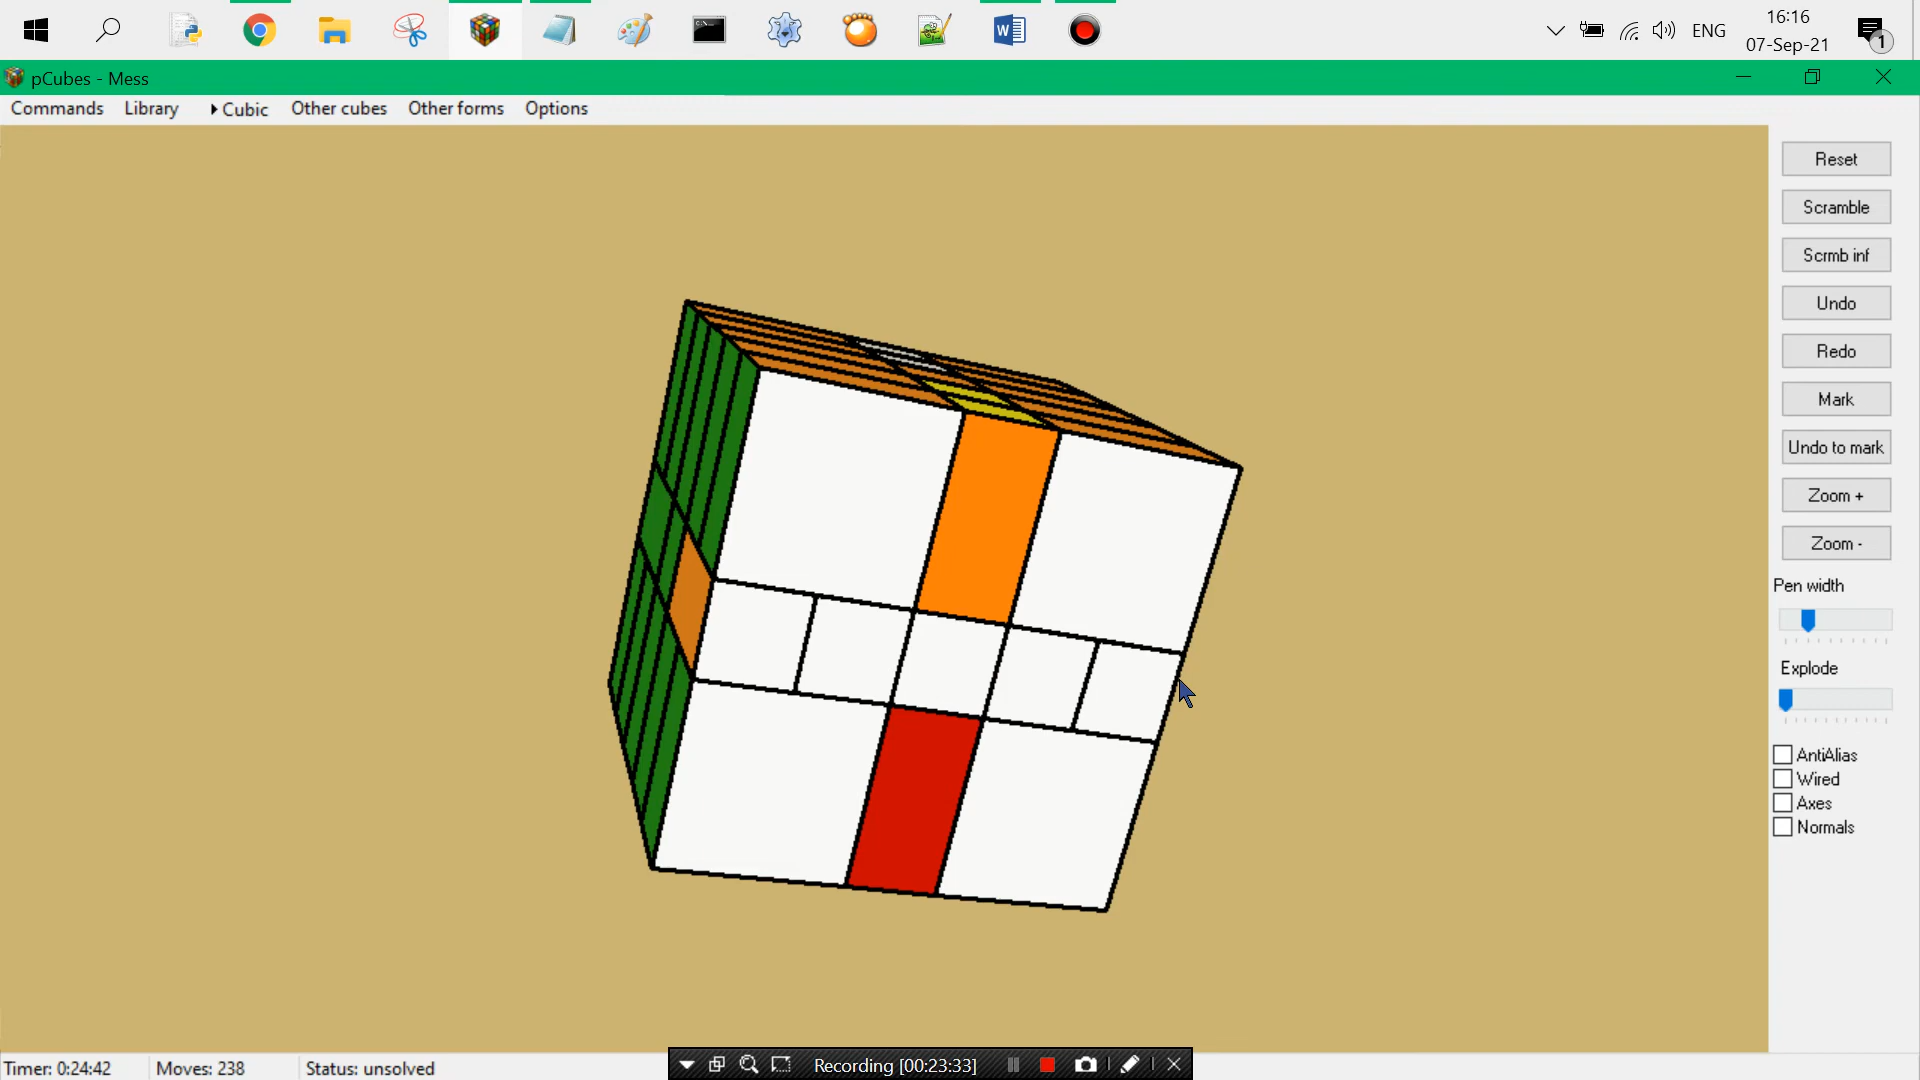 ENG
16:16
07-Sep-21
1
pCubes - Mess
Commands Library Cubic Other cubes Other forms Options
Reset
Scramble
Scrmb inf
Undo
Redo
Mark
Undo to mark
Zoom +
Zoom -
Pen width
Explode
AntiAlias
Wired
Axes
Normals
Timer: 0:24:42 Moves: 238 Status: unsolved
Recording [00:23:33]